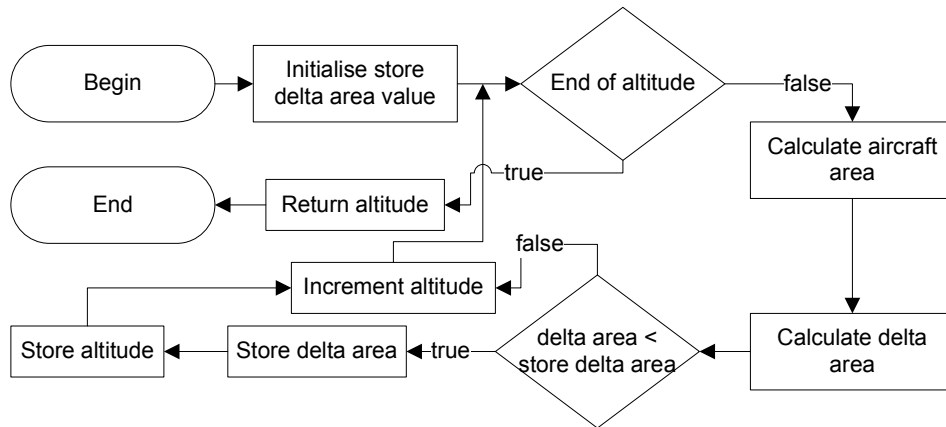 Begin
Initialise store
delta area value
End of altitude
false
Calculate aircraft
area
true
End
Return altitude
false
Increment altitude
Store altitude
Store delta area
true
delta area <
store delta area
Calculate delta
area